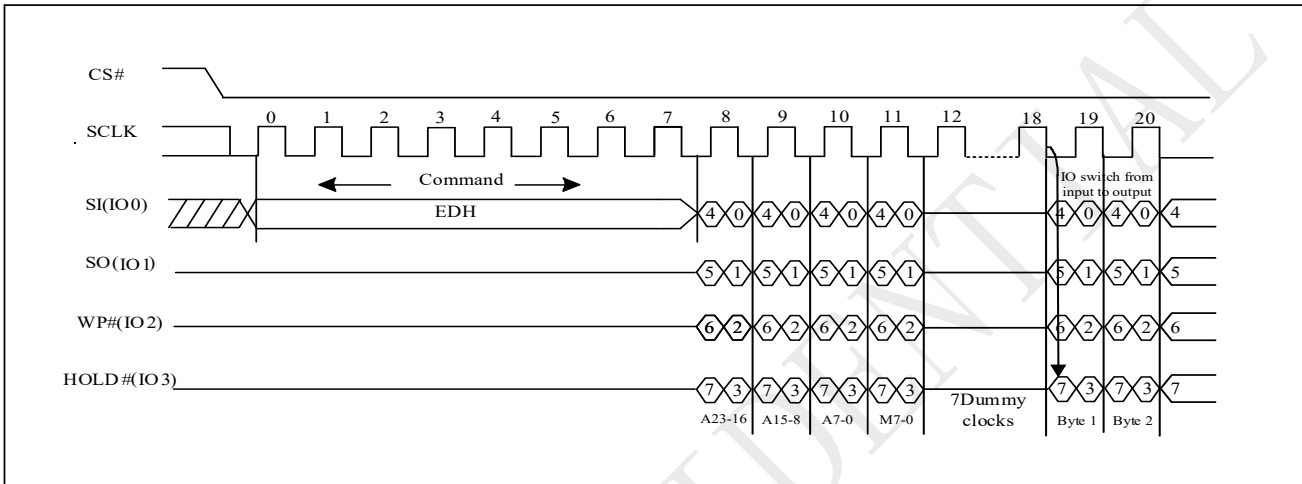 CS#
SCLK
0 1 2 3 4 5 6 7 8 9 10 11 12 18 19 20
Command
IO switch from
input to output
SI(IO0)
EDH
4 0 4 0 4 0 4 0 4 0 4 0 4
SO(IO1)
5 1 5 1 5 1 5 1 5 1 5 1 5
WP#(IO2)
6 2 6 2 6 2 6 2 6 2 6 2 6
HOLD#(IO3)
7 3 7 3 7 3 7 3 7 3 7 3 7
7Dummy
clocks
A23-16 A15-8 A7-0 M7-0 Byte 1 Byte 2
IDENTIAL